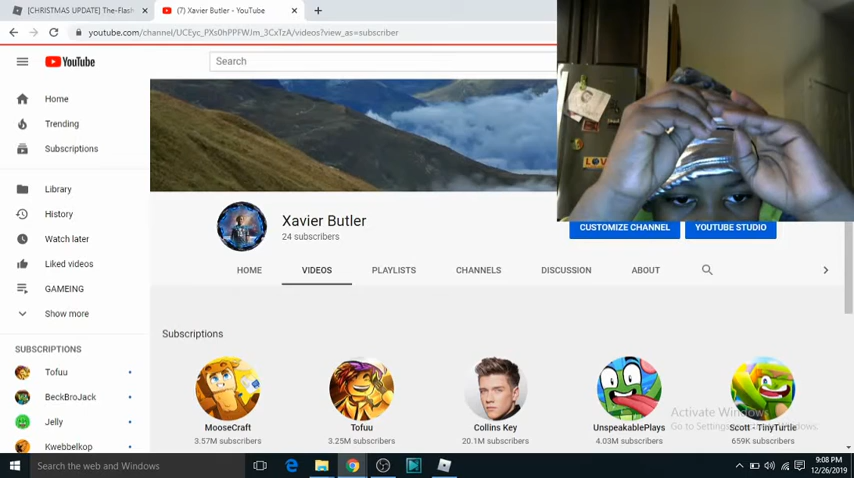 [CHRISTMAS UPDATE] The-Flash
(7) Xavier Butler - YouTube
youtube.com/channel/UCEyc_PXs0hPPFWJm_3CxTzA/videos?view_as=subscriber
YouTube
Search
Home
Trending
Subscriptions
Library
History
Watch later
Liked videos
GAMEING
Show more
SUBSCRIPTIONS
Tofuu
BeckBroJack
Jelly
Kwebbelkop
LOV
Xavier Butler
24 subscribers
CUSTOMIZE CHANNEL
YOUTUBE STUDIO
HOME
VIDEOS
PLAYLISTS
CHANNELS
DISCUSSION
ABOUT
Subscriptions
MooseCraft
3.57M subscribers
Tofuu
3.25M subscribers
Collins Key
20.1M subscribers
UnspeakablePlays
4.03M subscribers
Scott - TinyTurtle
659K subscribers
Activate Windows
Go to Settings
Search the web and Windows
9:08 PM
12/26/2019